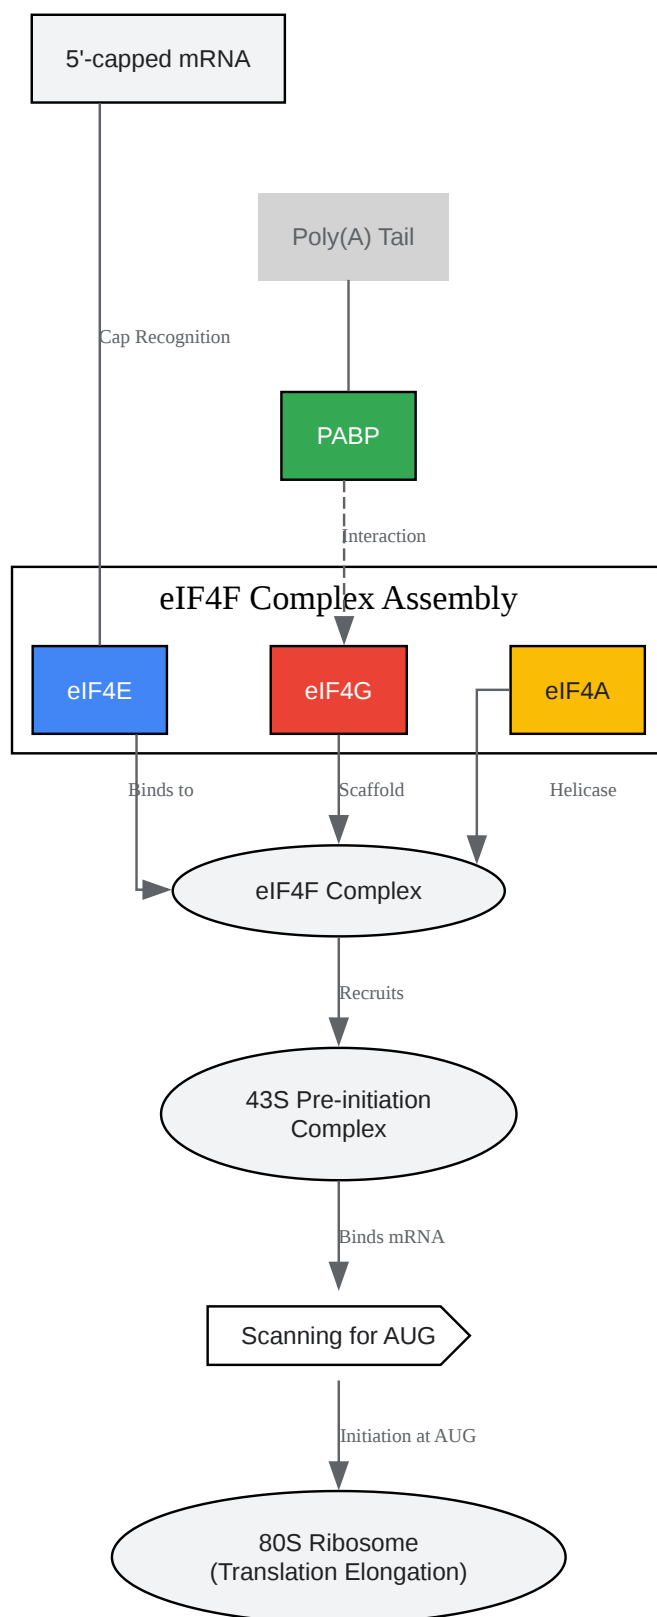 5'-capped mRNA
Poly(A) Tail
Cap Recognition
PABP
Interaction
eIF4F Complex Assembly
eIF4E
eIF4G
eIF4A
Binds to
Scaffold
Helicase
eIF4F Complex
Recruits
43S Pre-initiation
Complex
Binds mRNA
Scanning for AUG
Initiation at AUG
80S Ribosome
(Translation Elongation)